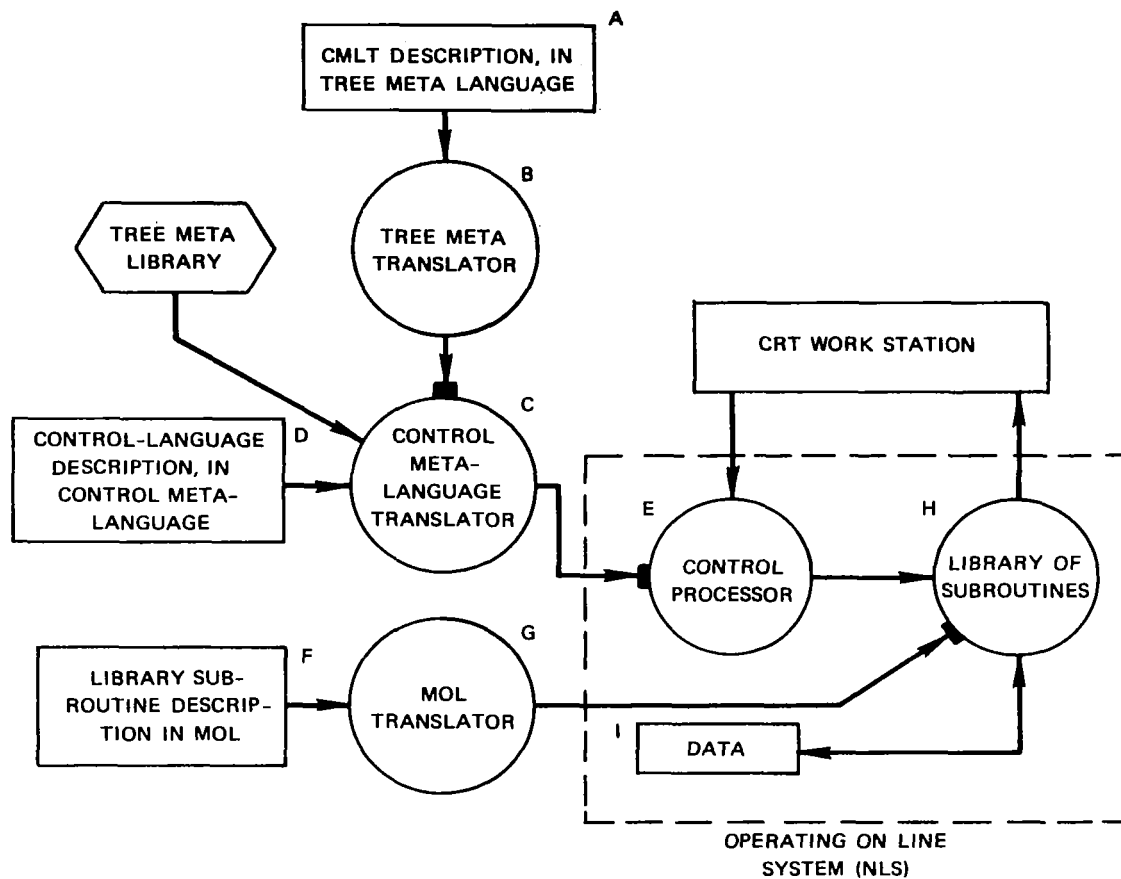 A
CMLT DESCRIPTION, IN
TREE META LANGUAGE
B
TREE META
TRANSLATOR
TREE META
LIBRARY
CRT WORK STATION
C
CONTROL
META-
LANGUAGE
TRANSLATOR
D
CONTROL-LANGUAGE
DESCRIPTION, IN
CONTROL META-
LANGUAGE
E
CONTROL
PROCESSOR
H
LIBRARY OF
SUBROUTINES
F
LIBRARY SUB-
ROUTINE DESCRIP-
TION IN MOL
G
MOL
TRANSLATOR
I
DATA
OPERATING ON LINE
SYSTEM (NLS)